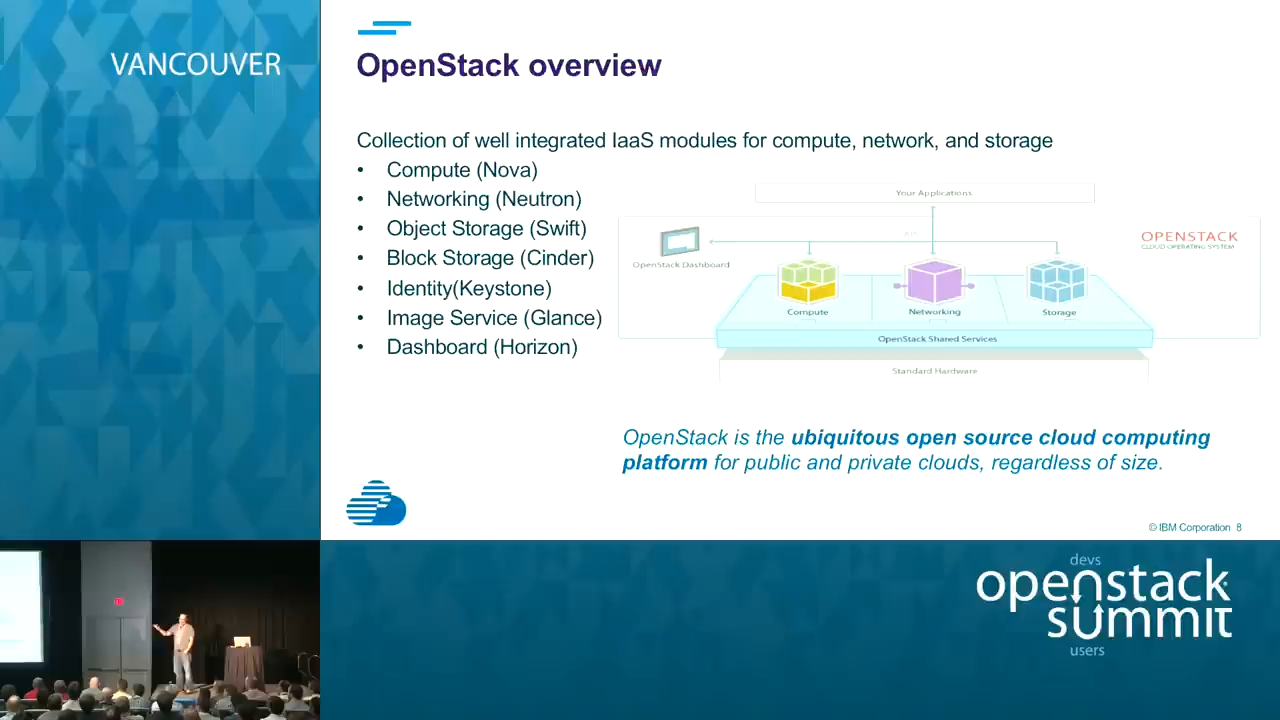 VANCOUVER
OpenStack overview
Collection of well integrated IaaS modules for compute, network, and storage
• Compute (Nova)
• Networking (Neutron)
• Object Storage (Swift)
• Block Storage (Cinder)
• Identity(Keystone)
• Image Service (Glance)
• Dashboard (Horizon)
Your Applications
APIs
OPENSTACK
CLOUD OPERATING SYSTEM
OpenStack Dashboard
Compute
Networking
Storage
OpenStack Shared Services
Standard Hardware
OpenStack is the ubiquitous open source cloud computing
platform for public and private clouds, regardless of size.
© IBM Corporation 8
devs
openstack
summit
users